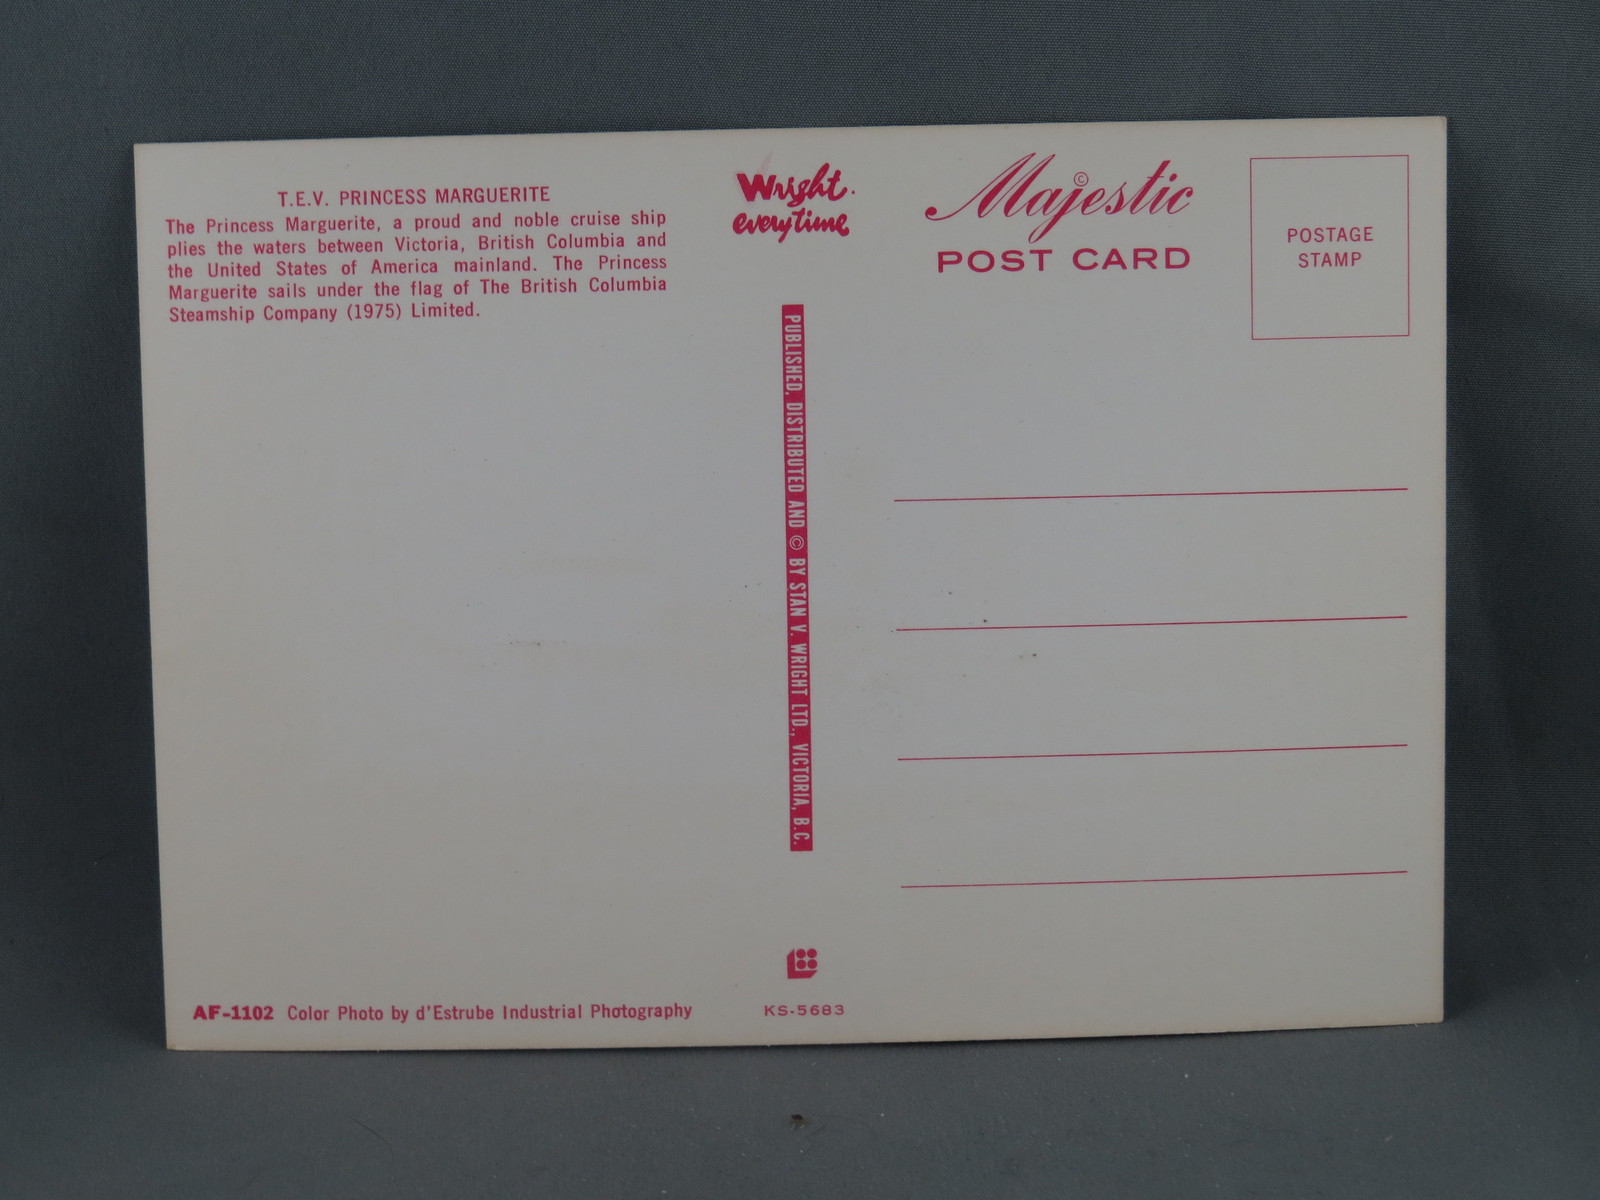 T.E.V. PRINCESS MARGUERITE
The Princess Marguerite, a proud and noble cruise ship
plies the waters between Victoria, British Columbia and
the United States of America mainland. The Princess
Marguerite sails under the flag of The British Columbia
Steamship Company (1975) Limited.
Wright.
everytime
Majestic ©
POST CARD
POSTAGE
STAMP
PUBLISHED, DISTRIBUTED AND © BY STAN V. WRIGHT LTD., VICTORIA, B.C.
AF-1102 Color Photo by d'Estrube Industrial Photography
KS-5683